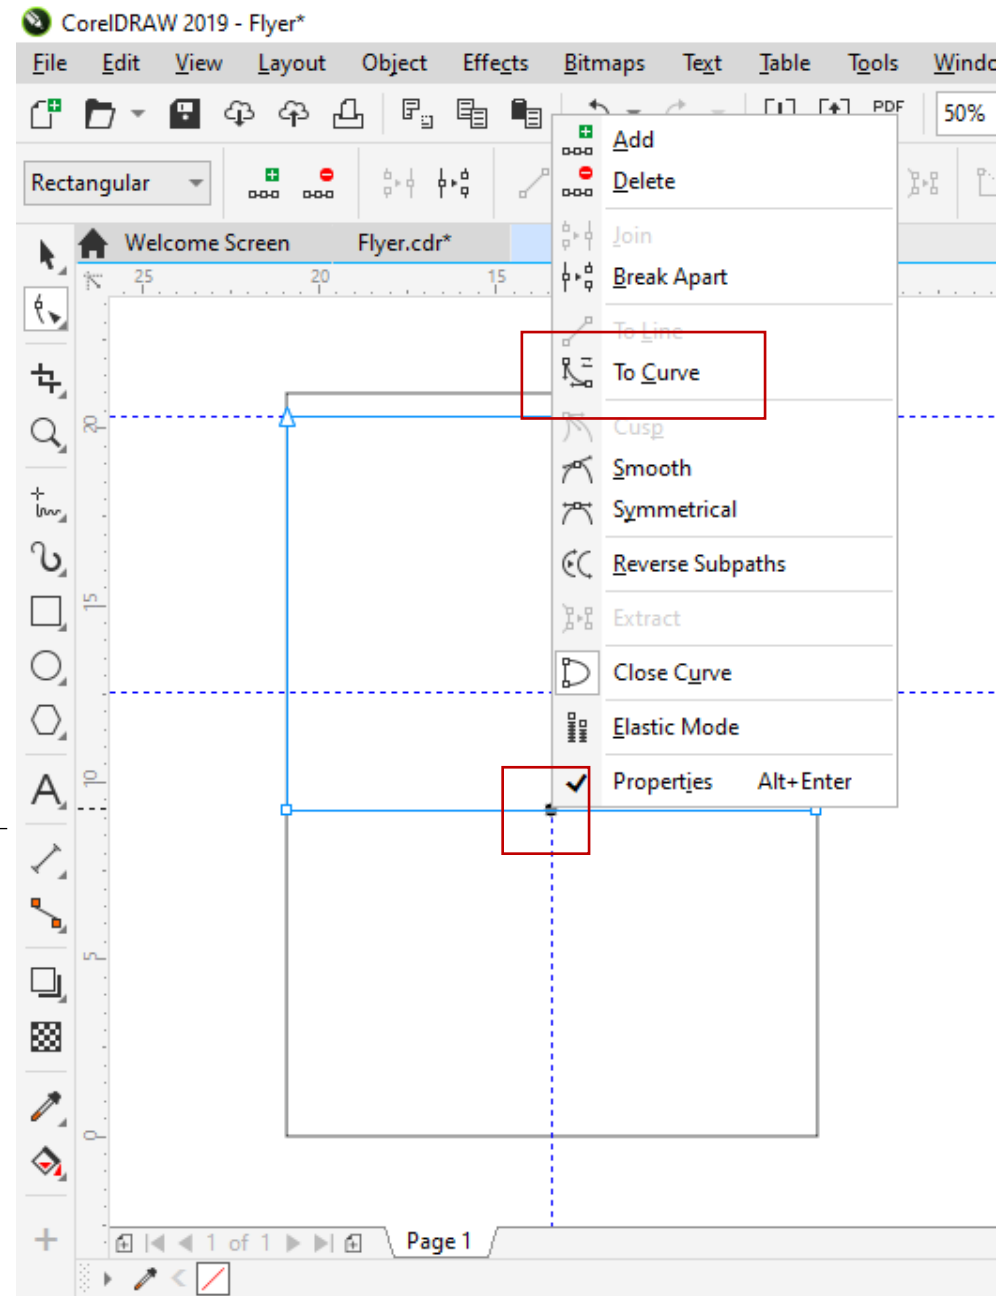 CorelDRAW 2019 - Flyer*
File Edit View Layout Object Effects Bitmaps Text Table Tools Windo
PDF 50%
Rectangular
Welcome Screen Flyer.cdr*
25 20 15
Add
Delete
Join
Break Apart
To Line
To Curve
Cusp
Smooth
Symmetrical
Reverse Subpaths
Extract
Close Curve
Elastic Mode
Properties Alt+Enter
20
15
10
5
0
1 of 1 Page 1